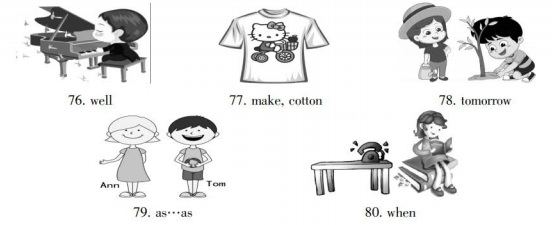 76. well
77. make, cotton
78. tomorrow
Ann
Tom
79. as…as
80. when